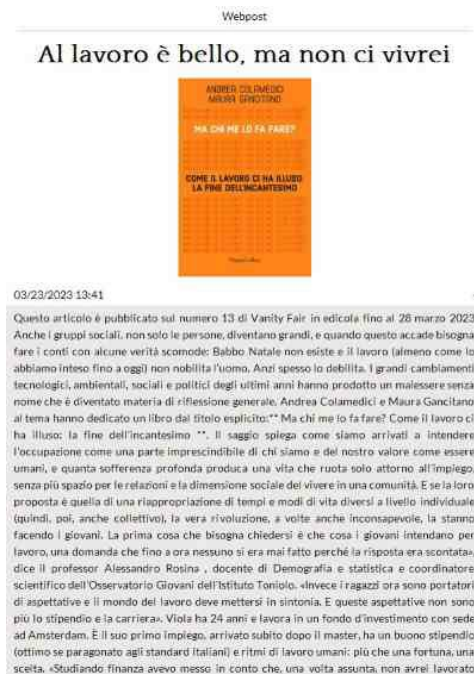 Webpost
Al lavoro è bello, ma non ci vivrei
ANDREA COLAMEDICI
MAURA GANCITANO
MA CHI ME LO FA FARE?
COME IL LAVORO CI HA ILLUSO
LA FINE DELL'INCANTESIMO
03/23/2023 13:41
Questo articolo è pubblicato sul numero 13 di Vanity Fair in edicola fino al 28 marzo 2023
Anche i gruppi sociali, non solo le persone, diventano grandi, e quando questo accade bisogna
fare i conti con alcune verità scomode: Babbo Natale non esiste e il lavoro (almeno come lo
abbiamo inteso fino a oggi) non nobilita l'uomo. Anzi spesso lo debilita. I grandi cambiamenti
tecnologici, ambientali, sociali e politici degli ultimi anni hanno prodotto un malessere senza
nome che è diventato materia di riflessione generale. Andrea Colamedici e Maura Gancitano
al tema hanno dedicato un libro dal titolo esplicito:** Ma chi me lo fa fare? Come il lavoro ci
ha illuso: la fine dell'incantesimo **. Il saggio spiega come siamo arrivati a intendere
l'occupazione come una parte imprescindibile di chi siamo e del nostro valore come essere
umani, e quanta sofferenza profonda produca una vita che ruota solo attorno all'impiego,
senza più spazio per le relazioni e la dimensione sociale del vivere in una comunità. E se la loro
proposta è quella di una riappropriazione di tempi e modi di vita diversi a livello individuale
(quindi, poi, anche collettivo), la vera rivoluzione, a volte anche inconsapevole, la stanno
facendo i giovani. La prima cosa che bisogna chiedersi è che cosa i giovani intendano per
lavoro, una domanda che fino a ora nessuno si era mai fatto perché la risposta era scontata»,
dice il professor Alessandro Rosina , docente di Demografia e statistica e coordinatore
scientifico dell'Osservatorio Giovani dell'Istituto Toniolo. «Invece i ragazzi ora sono portatori
di aspettative e il mondo del lavoro deve mettersi in sintonia. E queste aspettative non sono
più lo stipendio e la carriera». Viola ha 24 anni e lavora in un fondo d'investimento con sede
ad Amsterdam. È il suo primo impiego, arrivato subito dopo il master, ha un buono stipendio
(ottimo se paragonato agli standard italiani) e ritmi di lavoro umani: più che una fortuna, una
scelta. «Studiando finanza avevo messo in conto che, una volta assunta, non avrei lavorato